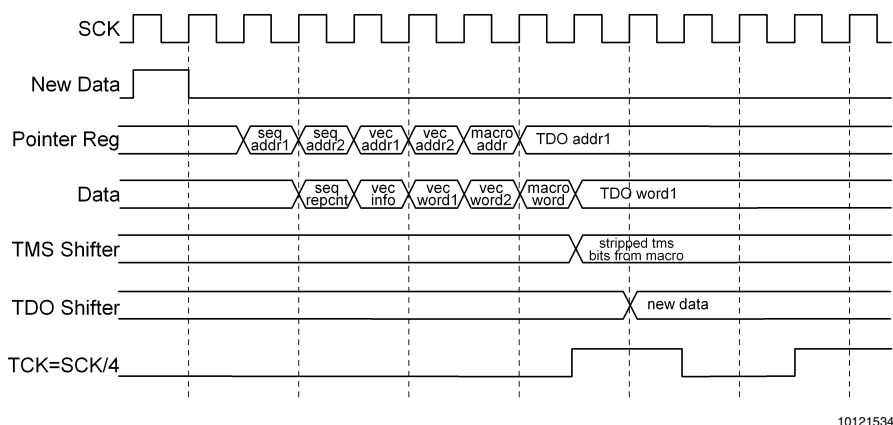 SCK
New Data
Pointer Reg
seq addr1
seq addr2
vec addr1
vec addr2
macro addr
TDO addr1
Data
seq repcnt
vec info
vec word1
vec word2
macro word
TDO word1
TMS Shifter
stripped tms
bits from macro
TDO Shifter
new data
TCK=SCK/4
10121534